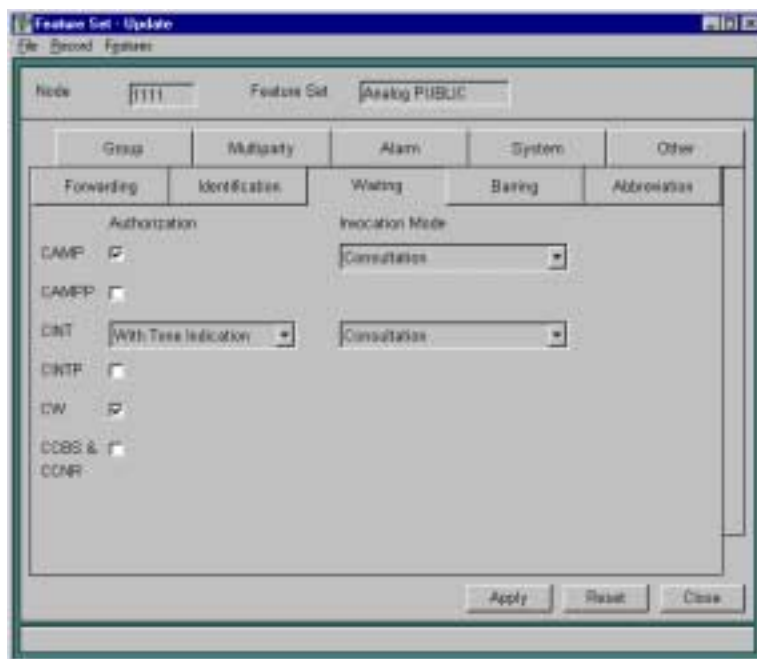 Feature Set - Update
File Record Features
Node 1111 Feature Set Analog PUBLIC
Group Multiparty Alarm System Other
Forwarding Identification Waiting Barring Abbreviation
Authorization Invocation Mode
CAMP Consultation
CAMPP
CINT With Tone Indication Consultation
CINTP
CW
CCBS &
CCNR
Apply Reset Close